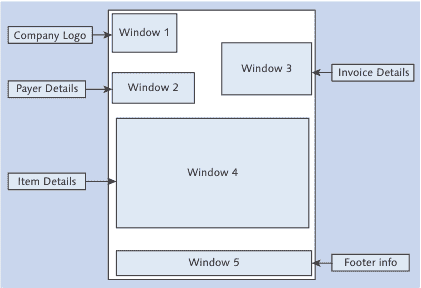 Company Logo
Window 1
Window 3
Invoice Details
Payer Details
Window 2
Item Details
Window 4
Window 5
Footer info